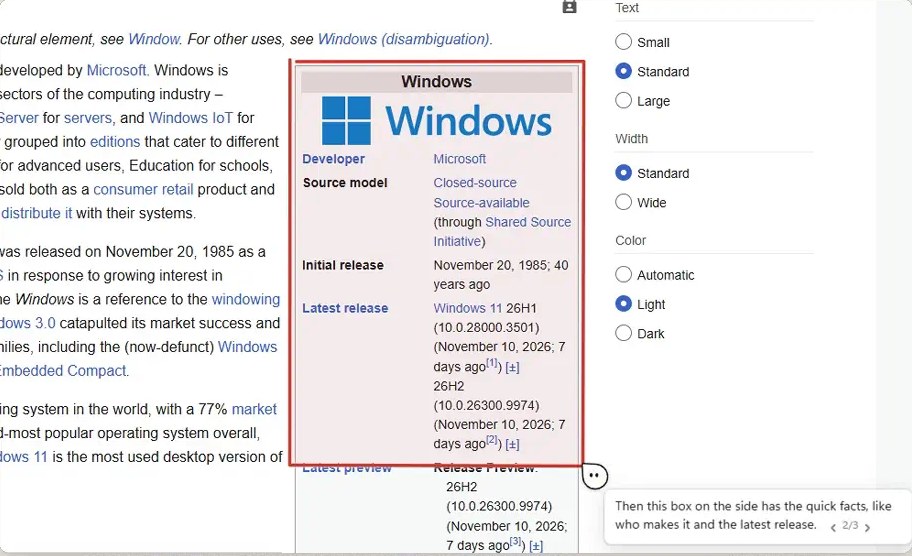 ctural element, see Window. For other uses, see Windows (disambiguation).
developed by Microsoft. Windows is
sectors of the computing industry –
Server for servers, and Windows IoT for
grouped into editions that cater to different
for advanced users, Education for schools,
sold both as a consumer retail product and
distribute it with their systems.
was released on November 20, 1985 as a
S in response to growing interest in
ne Windows is a reference to the windowing
dows 3.0 catapulted its market success and
nilies, including the (now-defunct) Windows
Embedded Compact.
ing system in the world, with a 77% market
d-most popular operating system overall,
dows 11 is the most used desktop version of
Windows
Windows
Developer Microsoft
Source model Closed-source
Source-available
(through Shared Source
Initiative)
Initial release November 20, 1985; 40
years ago
Latest release Windows 11 26H1
(10.0.28000.3501)
(November 10, 2026; 7
days ago[1]) [±]
26H2
(10.0.26300.9974)
(November 10, 2026; 7
days ago[2]) [±]
Latest preview Release Preview:
26H2
(10.0.26300.9974)
(November 10, 2026;
7 days ago[3]) [±]
Text
Small
Standard
Large
Width
Standard
Wide
Color
Automatic
Light
Dark
Then this box on the side has the quick facts, like
who makes it and the latest release. < 2/3 >